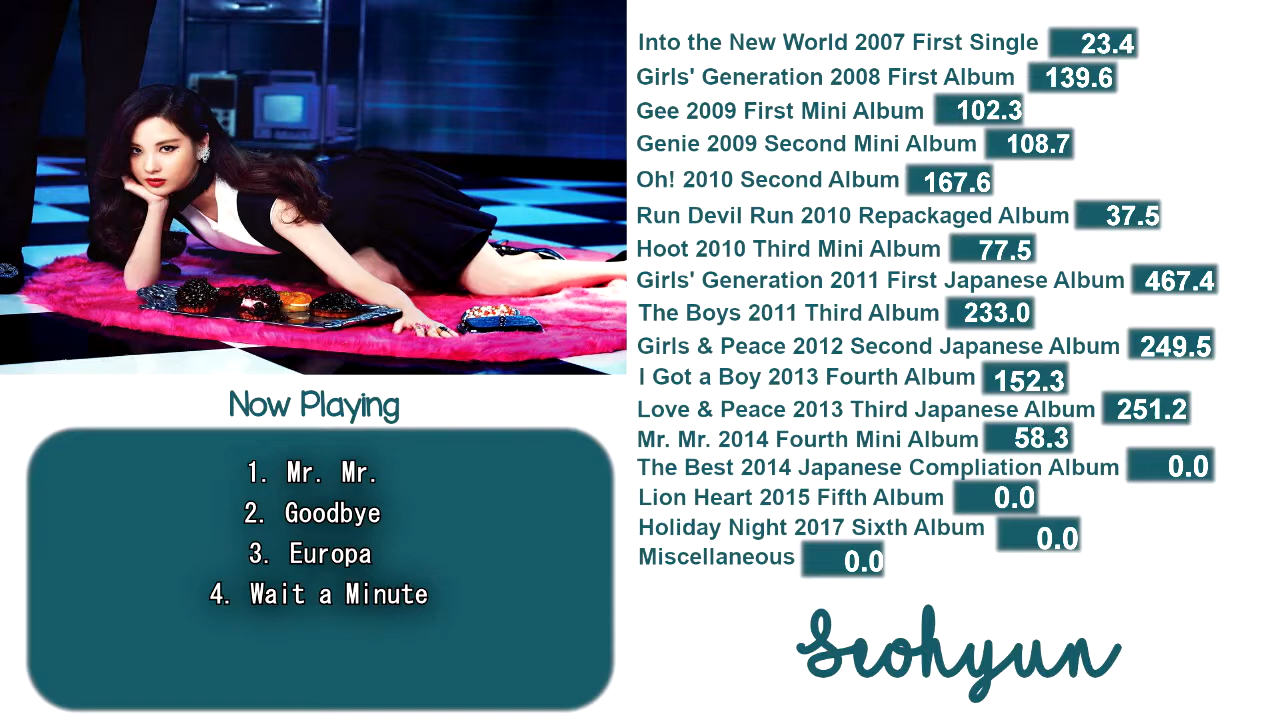 Into the New World 2007 First Single 23.4
Girls' Generation 2008 First Album 139.6
Gee 2009 First Mini Album 102.3
Genie 2009 Second Mini Album 108.7
Oh! 2010 Second Album 167.6
Run Devil Run 2010 Repackaged Album 37.5
Hoot 2010 Third Mini Album 77.5
Girls' Generation 2011 First Japanese Album 467.4
The Boys 2011 Third Album 233.0
Girls & Peace 2012 Second Japanese Album 249.5
I Got a Boy 2013 Fourth Album 152.3
Love & Peace 2013 Third Japanese Album 251.2
Mr. Mr. 2014 Fourth Mini Album 58.3
The Best 2014 Japanese Compliation Album 0.0
Lion Heart 2015 Fifth Album 0.0
Holiday Night 2017 Sixth Album 0.0
Miscellaneous 0.0
Now Playing
1. Mr. Mr.
2. Goodbye
3. Europa
4. Wait a Minute
Seohyun